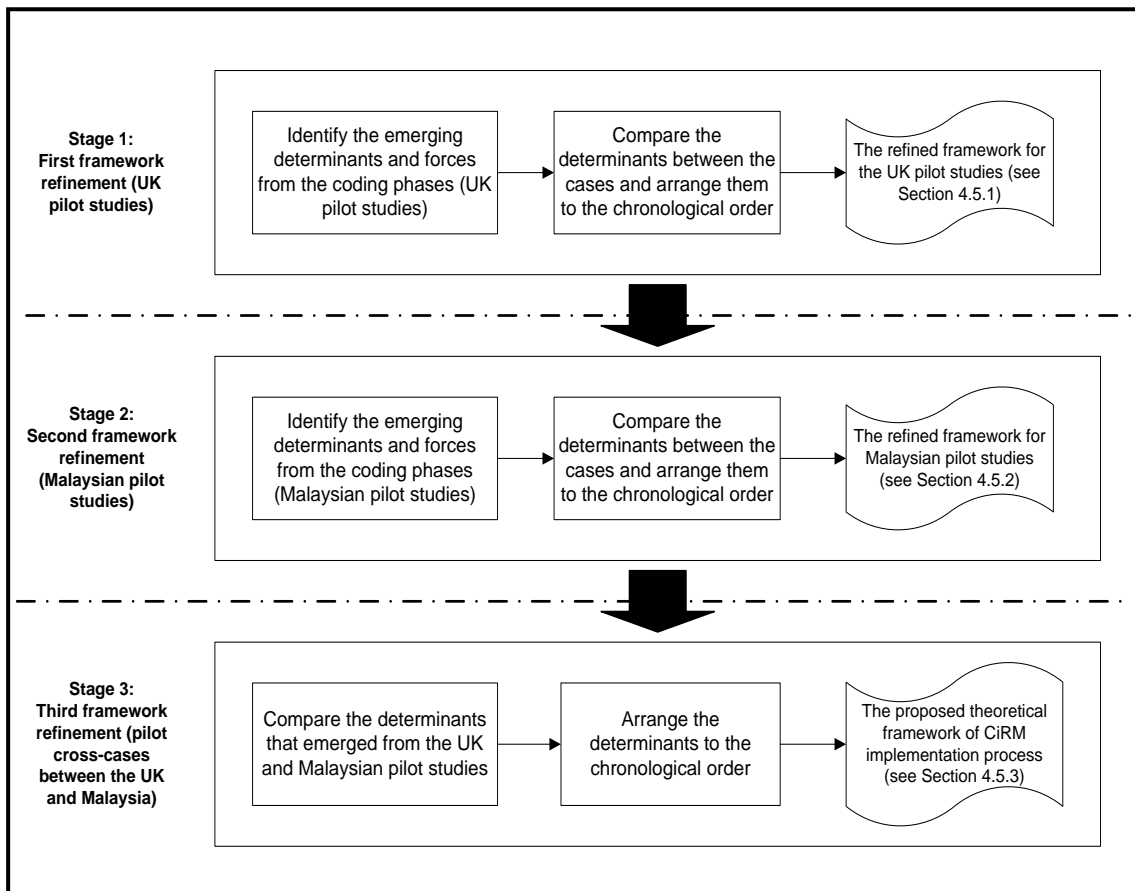 Stage 1:
First framework
refinement (UK
pilot studies)
Identify the emerging
determinants and forces
from the coding phases (UK
pilot studies)
Compare the
determinants between the
cases and arrange them
to the chronological order
The refined framework for
the UK pilot studies (see
Section 4.5.1)
Stage 2:
Second framework
refinement
(Malaysian pilot
studies)
Identify the emerging
determinants and forces
from the coding phases
(Malaysian pilot studies)
Compare the
determinants between the
cases and arrange them
to the chronological order
The refined framework for
Malaysian pilot studies
(see Section 4.5.2)
Stage 3:
Third framework
refinement (pilot
cross-cases
between the UK
and Malaysia)
Compare the determinants
that emerged from the UK
and Malaysian pilot studies
Arrange the
determinants to the
chronological order
The proposed theoretical
framework of CiRM
implementation process
(see Section 4.5.3)